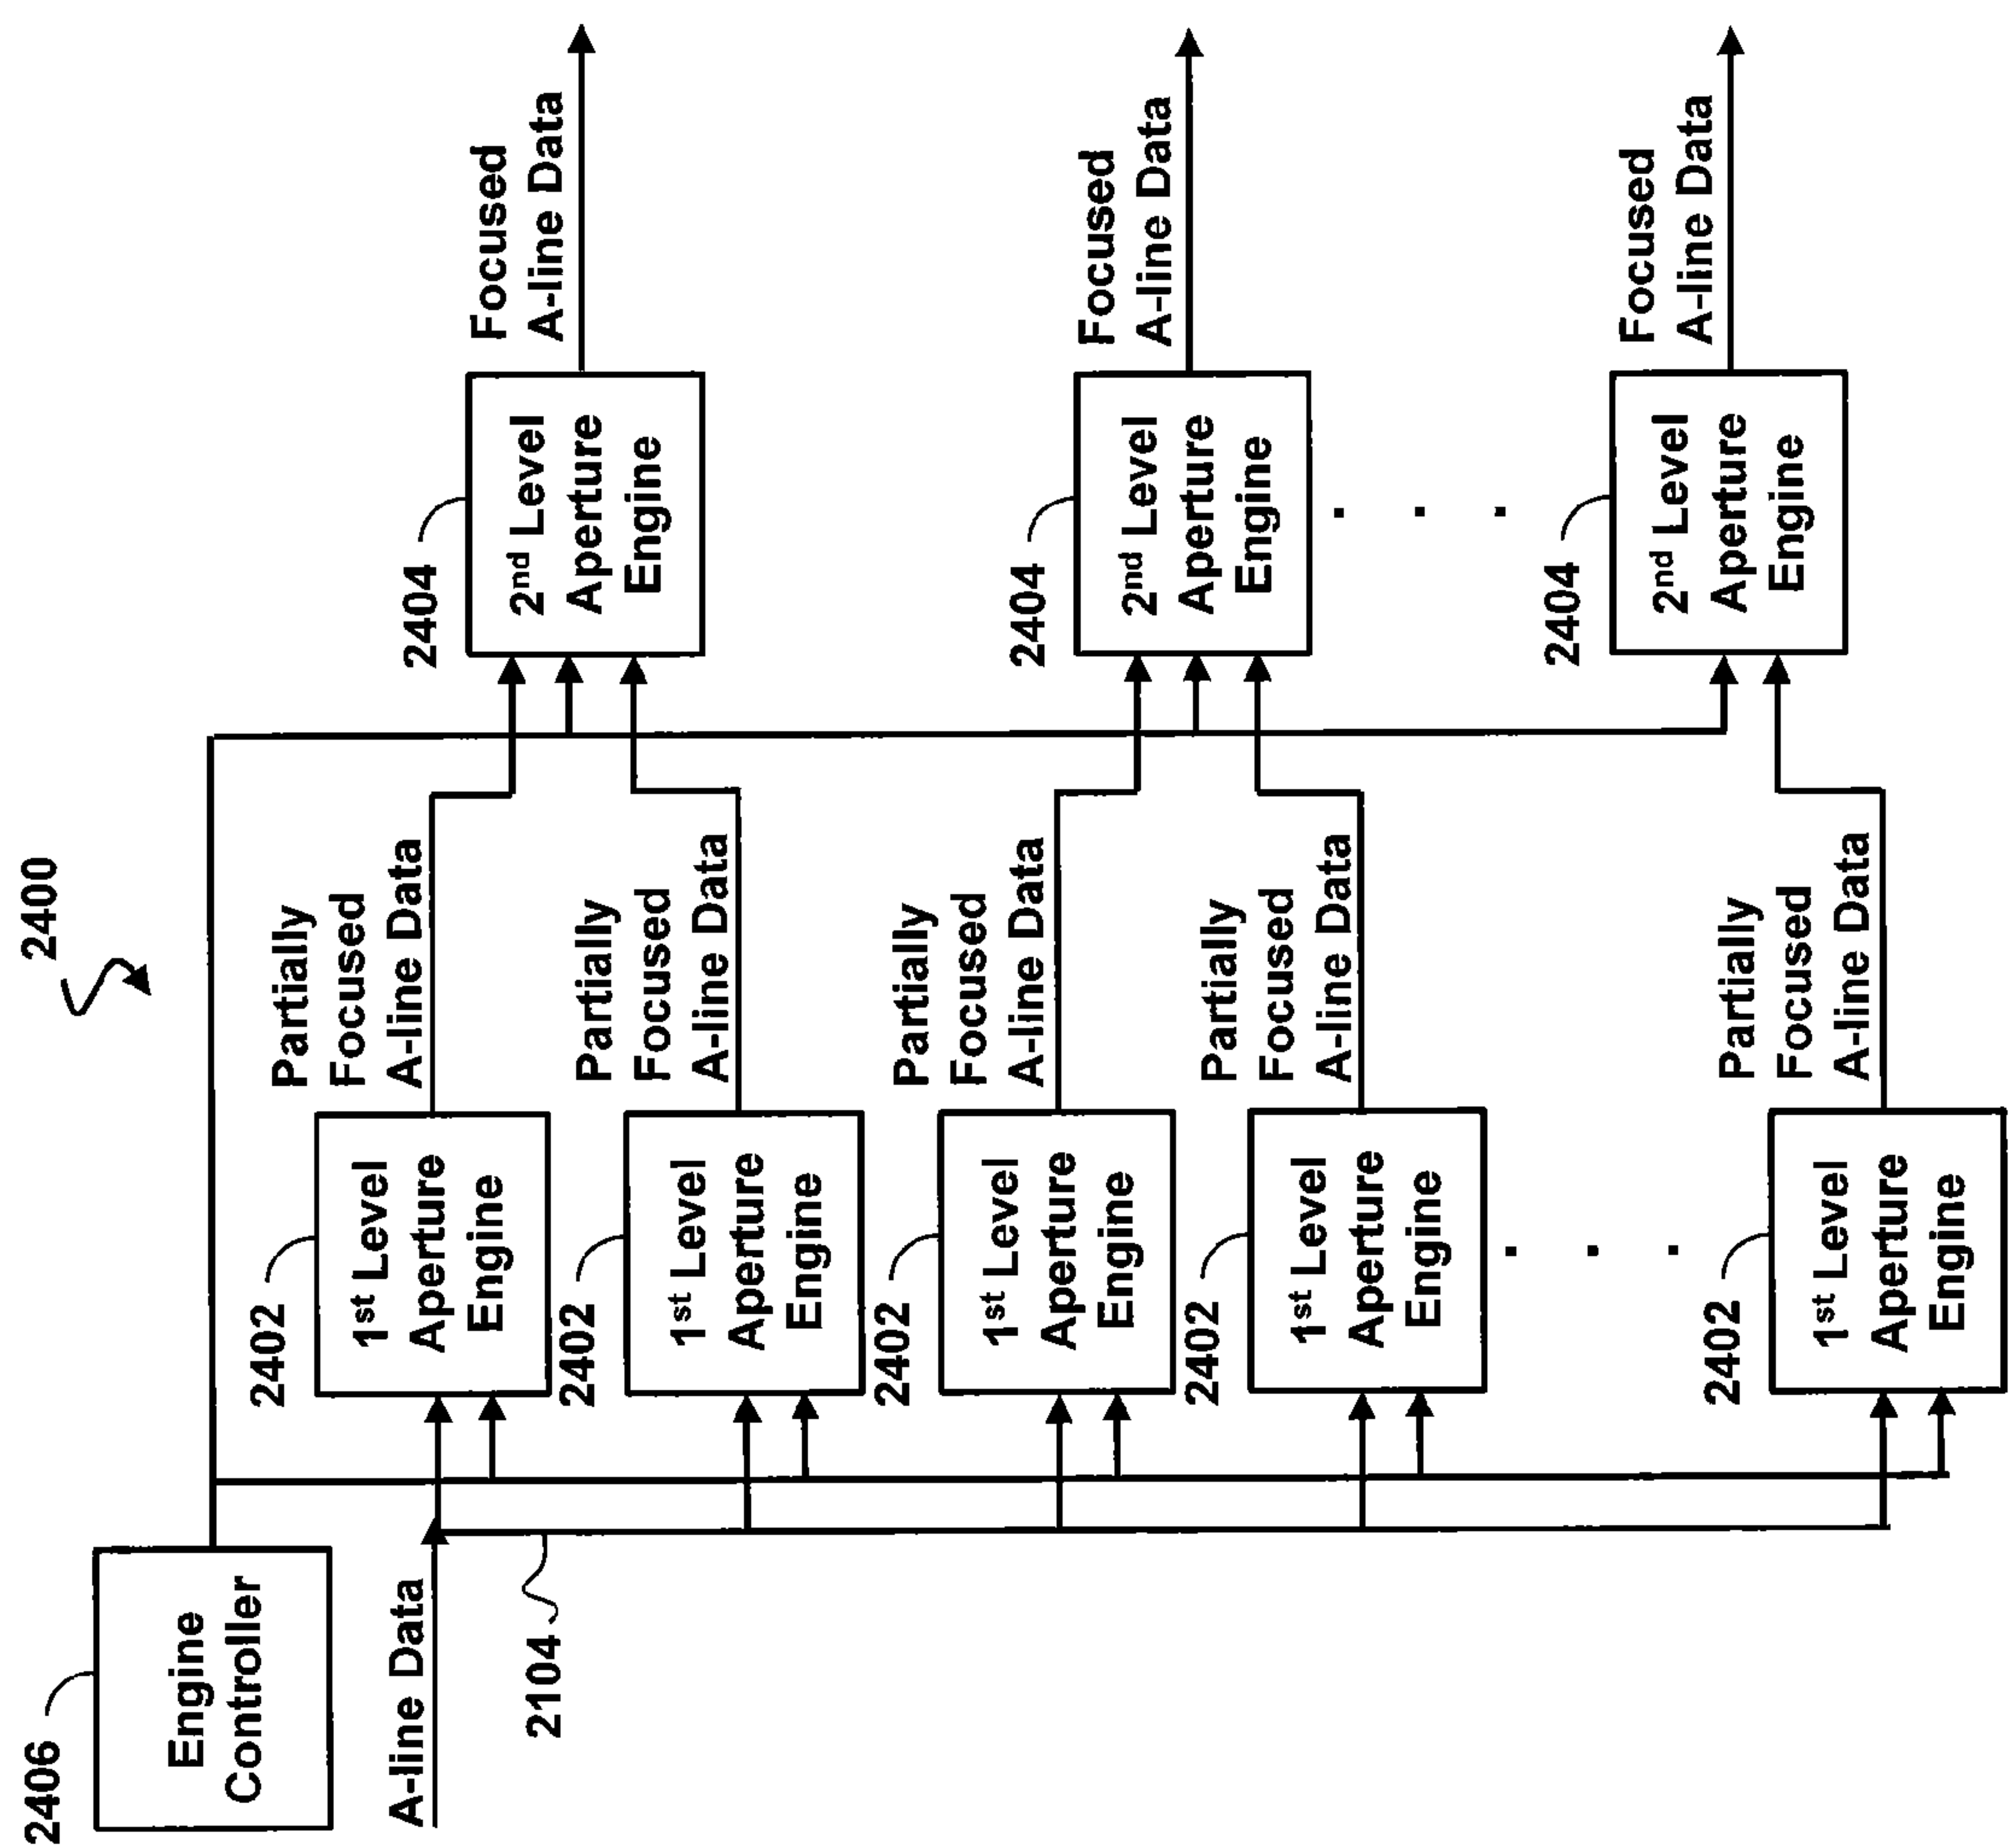 2400
2406
Engine
Controller
A-line Data
2104
2402
1st Level
Aperture
Engine
Partially
Focused
A-line Data
2402
1st Level
Aperture
Engine
Partially
Focused
A-line Data
2402
1st Level
Aperture
Engine
Partially
Focused
A-line Data
2402
1st Level
Aperture
Engine
Partially
Focused
A-line Data
. . .
2402
1st Level
Aperture
Engine
Partially
Focused
A-line Data
2404
2nd Level
Aperture
Engine
Focused
A-line Data
2404
2nd Level
Aperture
Engine
Focused
A-line Data
. . .
2404
2nd Level
Aperture
Engine
Focused
A-line Data